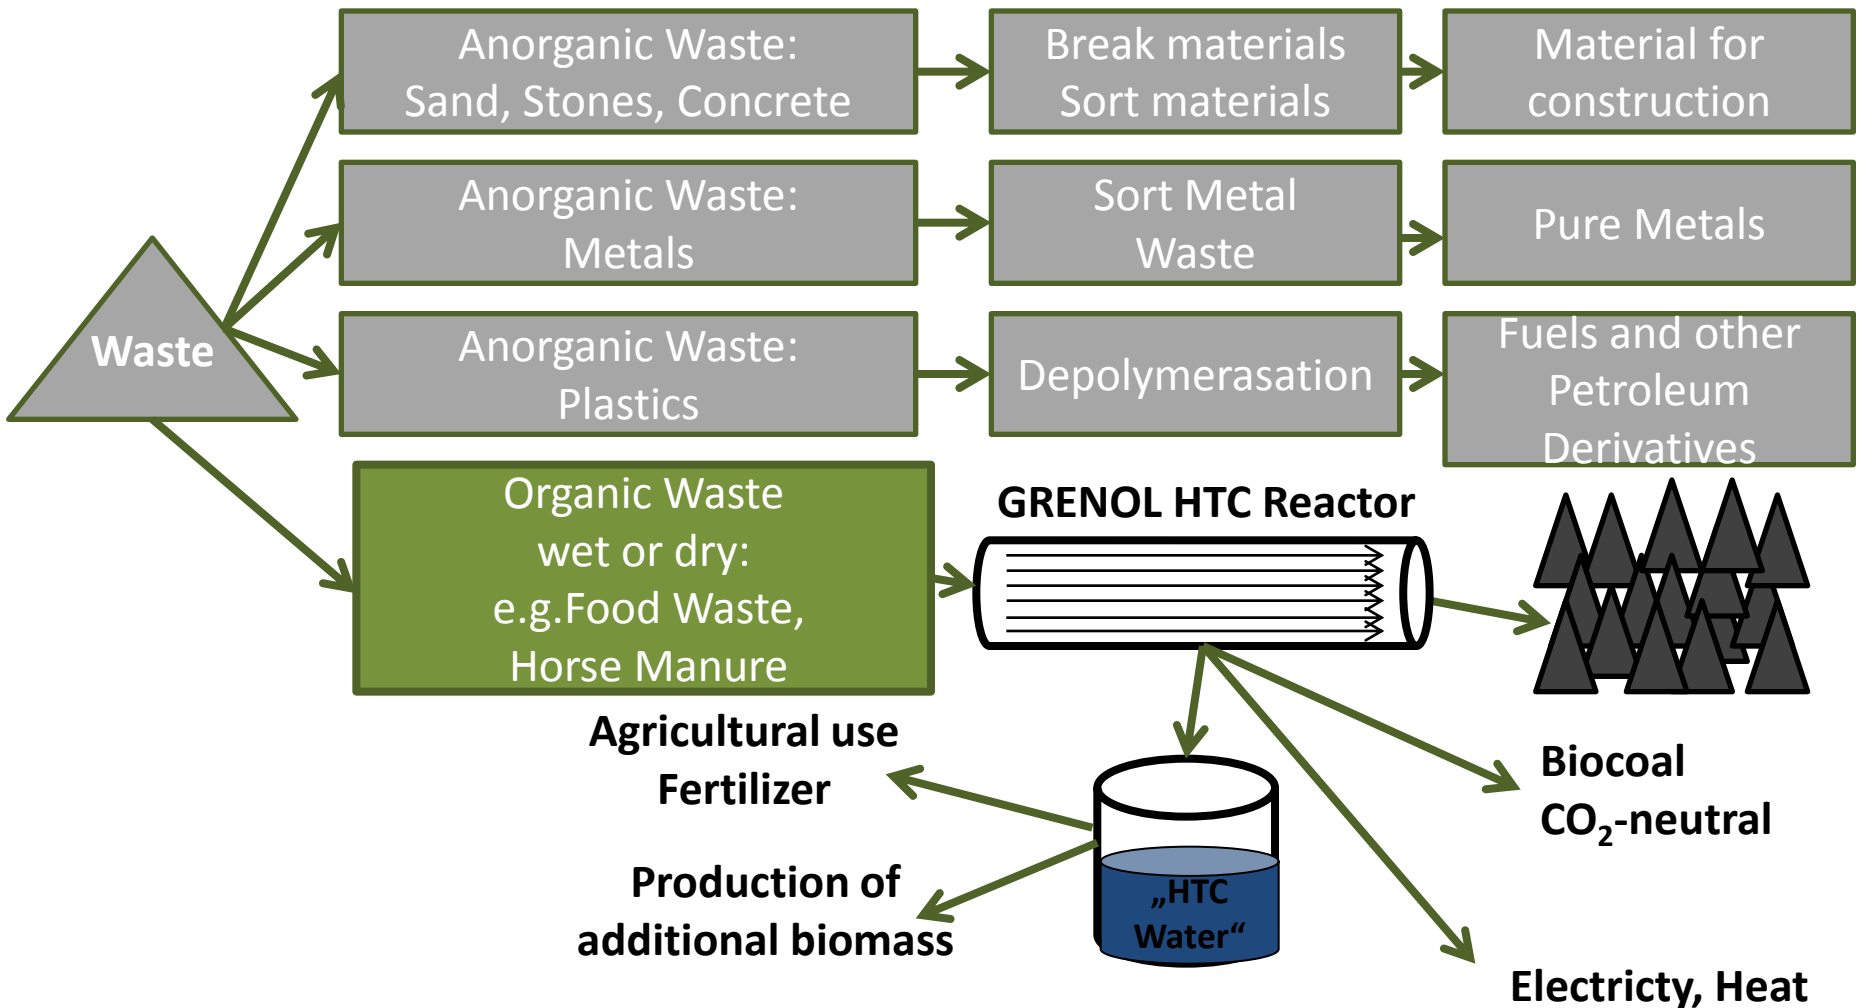 Anorganic Waste:
Sand, Stones, Concrete
Break materials
Sort materials
Material for
construction
Anorganic Waste:
Metals
Sort Metal
Waste
Pure Metals
Waste
Anorganic Waste:
Plastics
Depolymerasation
Fuels and other
Petroleum
Derivatives
Organic Waste
wet or dry:
e.g.Food Waste,
Horse Manure
GRENOL HTC Reactor
Agricultural use
Fertilizer
Production of
additional biomass
„HTC
Water“
Biocoal
CO₂-neutral
Electricty, Heat